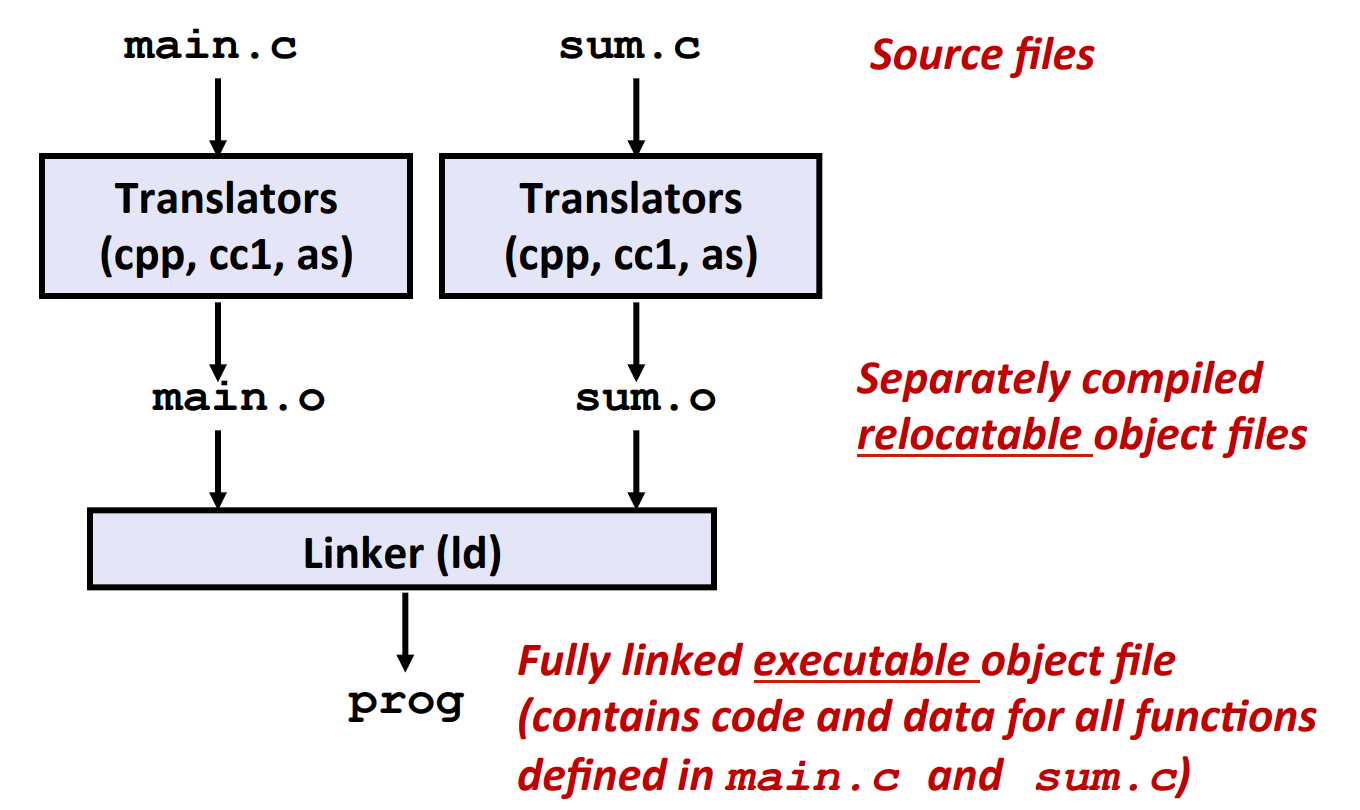 main.c
sum.c
Source files
Translators
(cpp, cc1, as)
Translators
(cpp, cc1, as)
main.o
sum.o
Separately compiled
relocatable object files
Linker (ld)
prog
Fully linked executable object file
(contains code and data for all functions
defined in main.c and sum.c)